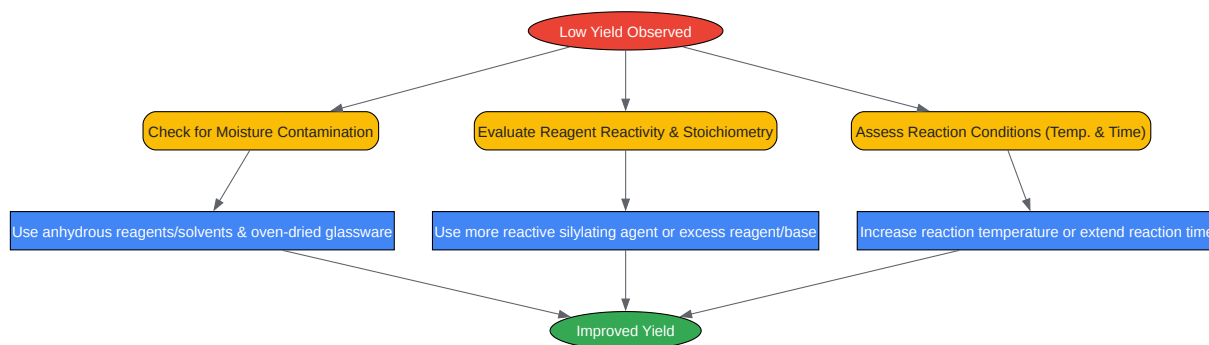 Low Yield Observed
Check for Moisture Contamination
Evaluate Reagent Reactivity & Stoichiometry
Assess Reaction Conditions (Temp. & Time)
Use anhydrous reagents/solvents & oven-dried glassware
Use more reactive silylating agent or excess reagent/base
Increase reaction temperature or extend reaction time
Improved Yield